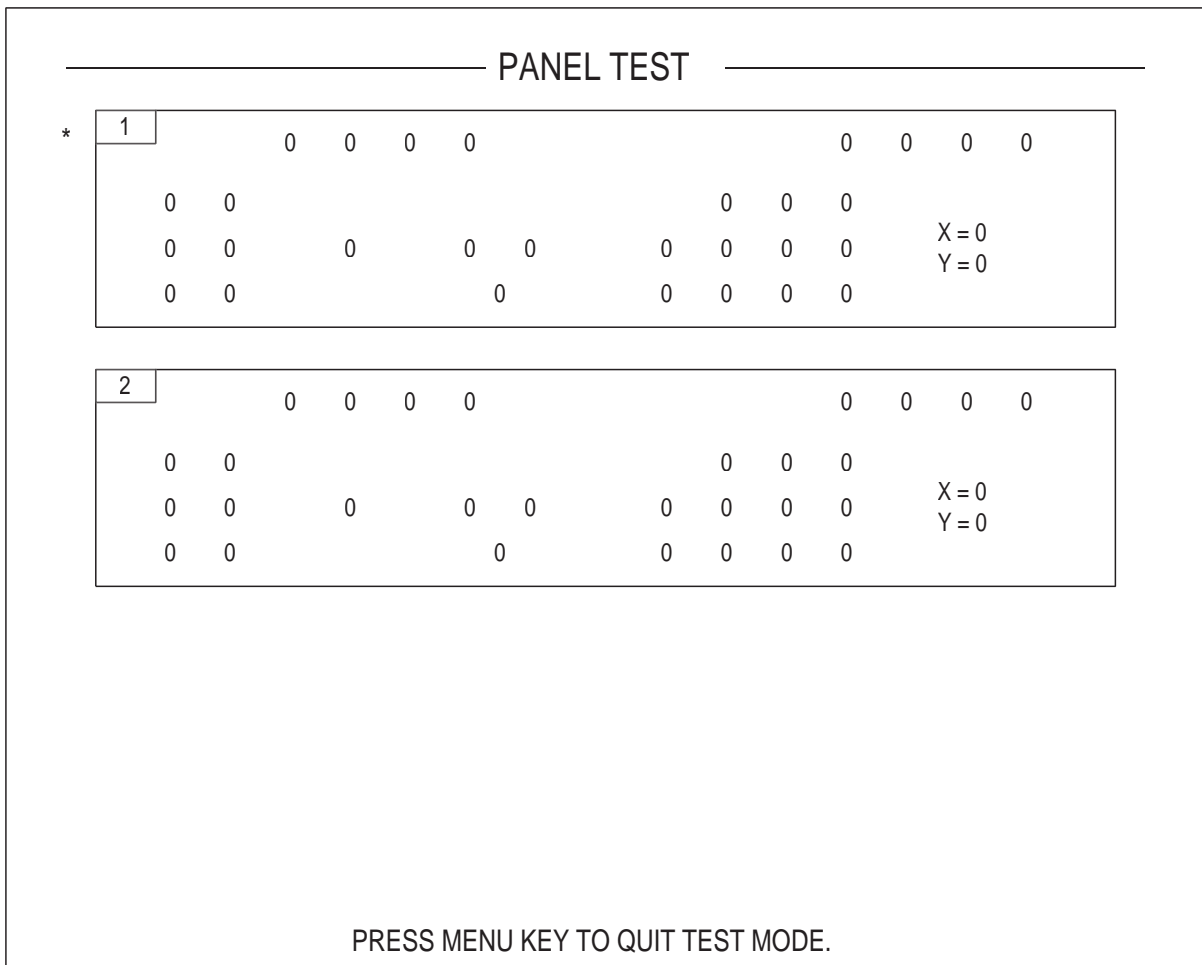 PANEL TEST
* 1
0 0 0 0 0 0 0 0
0 0 0 0 0
X = 0
0 0 0 0 0 0 0 0 0
Y = 0
0 0 0 0 0 0 0
2
0 0 0 0 0 0 0 0
0 0 0 0 0
X = 0
0 0 0 0 0 0 0 0 0
Y = 0
0 0 0 0 0 0 0
PRESS MENU KEY TO QUIT TEST MODE.